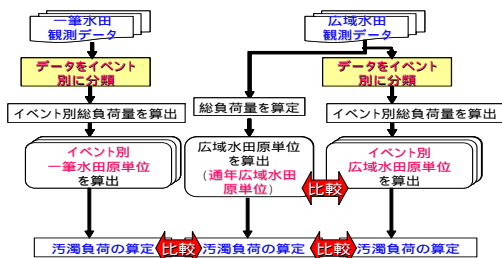 一筆水田
観測データ
広域水田
観測データ
データをイベント
別に分類
データをイベント
別に分類
イベント別総負荷量を算出
総負荷量を算定
イベント別総負荷量を算出
イベント別
一筆水田原単位
を算出
広域水田原単位
を算出
(通年広域水田
原単位)
比較
イベント別
広域水田原単位
を算出
汚濁負荷の算定
比較
汚濁負荷の算定
比較
汚濁負荷の算定